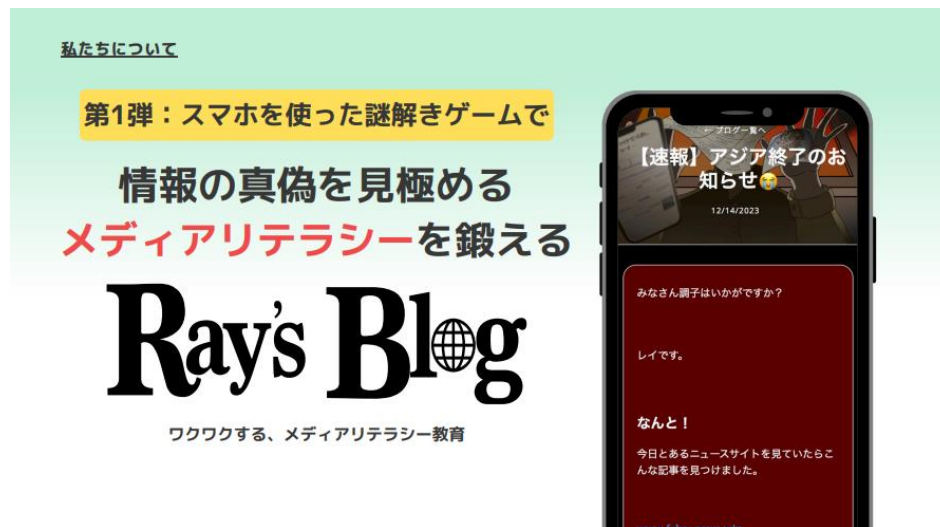 私たちについて
第1弾：スマホを使った謎解きゲームで
情報の真偽を見極める
メディアリテラシーを鍛える
Ray's Blog
ワクワクする、メディアリテラシー教育
← ブログ一覧へ
【速報】アジア終了のお
知らせ😭
12/14/2023
みなさん調子はいかがですか？
レイです。
なんと！
今日とあるニュースサイトを見ていたらこ
んな記事を見つけました。